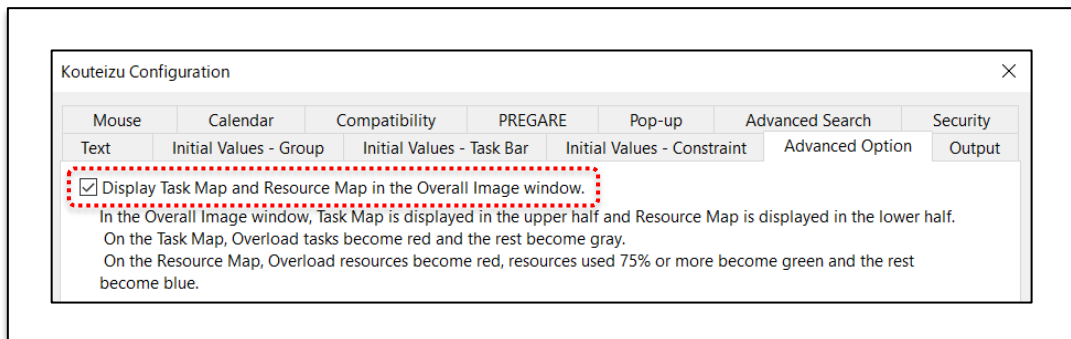 Kouteizu Configuration
Mouse Calendar Compatibility PREGARE Pop-up Advanced Search Security
Text Initial Values - Group Initial Values - Task Bar Initial Values - Constraint Advanced Option Output
Display Task Map and Resource Map in the Overall Image window.
In the Overall Image window, Task Map is displayed in the upper half and Resource Map is displayed in the lower half.
On the Task Map, Overload tasks become red and the rest become gray.
On the Resource Map, Overload resources become red, resources used 75% or more become green and the rest
become blue.